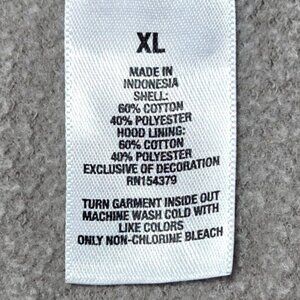 XL
MADE IN
INDONESIA
SHELL:
60% COTTON
40% POLYESTER
HOOD LINING:
60% COTTON
40% POLYESTER
EXCLUSIVE OF DECORATION
RN154379
TURN GARMENT INSIDE OUT
MACHINE WASH COLD WITH
LIKE COLORS
ONLY NON-CHLORINE BLEACH